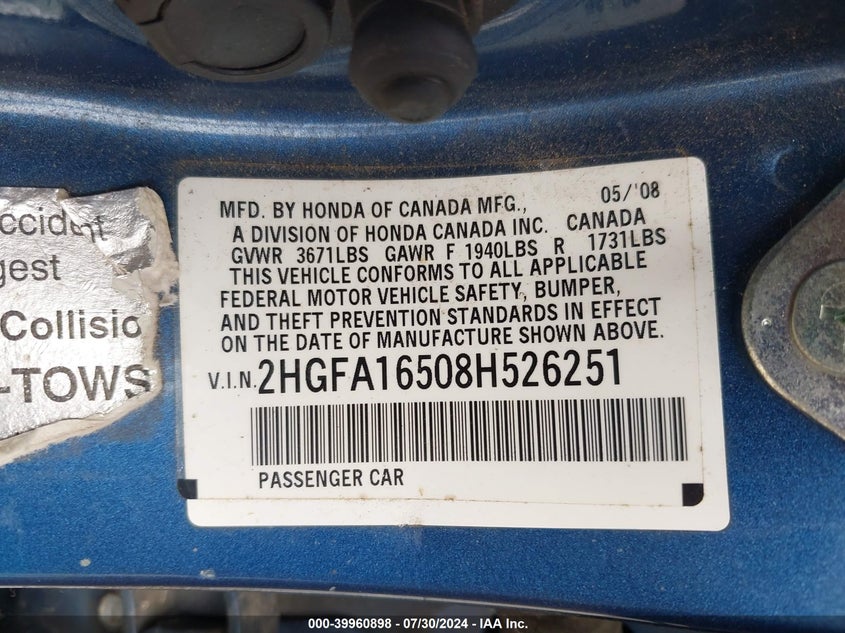 ccident
gest
Collisio
-TOWS
MFD. BY HONDA OF CANADA MFG., 05/'08
A DIVISION OF HONDA CANADA INC. CANADA
GVWR 3671LBS GAWR F 1940LBS R 1731LBS
THIS VEHICLE CONFORMS TO ALL APPLICABLE
FEDERAL MOTOR VEHICLE SAFETY, BUMPER,
AND THEFT PREVENTION STANDARDS IN EFFECT
ON THE DATE OF MANUFACTURE SHOWN ABOVE.
V.I.N. 2HGFA16508H526251
PASSENGER CAR
000-39960898 - 07/30/2024 - IAA Inc.